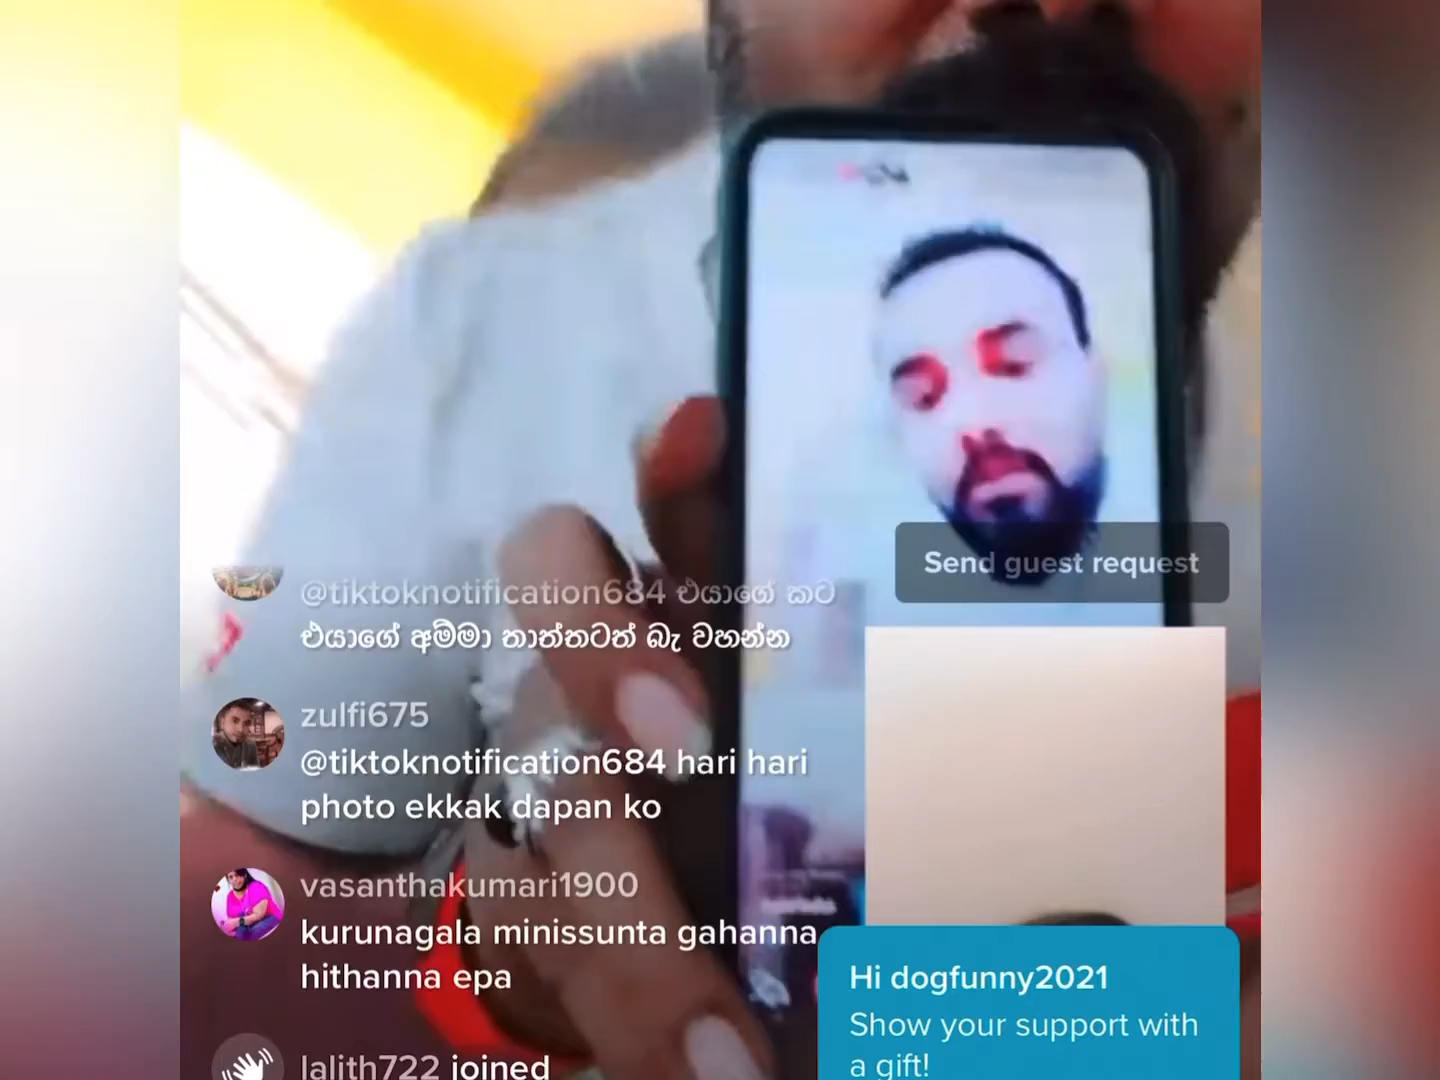 @tiktoknotification684 එයාගේ කට
එයාගේ අම්මා තාත්තටත් බැ වහන්න
zulfi675
@tiktoknotification684 hari hari
photo ekkak dapan ko
vasanthakumari1900
kurunagala minissunta gahanna
hithanna epa
lalith722 joined
Send guest request
Hi dogfunny2021
Show your support with
a gift!